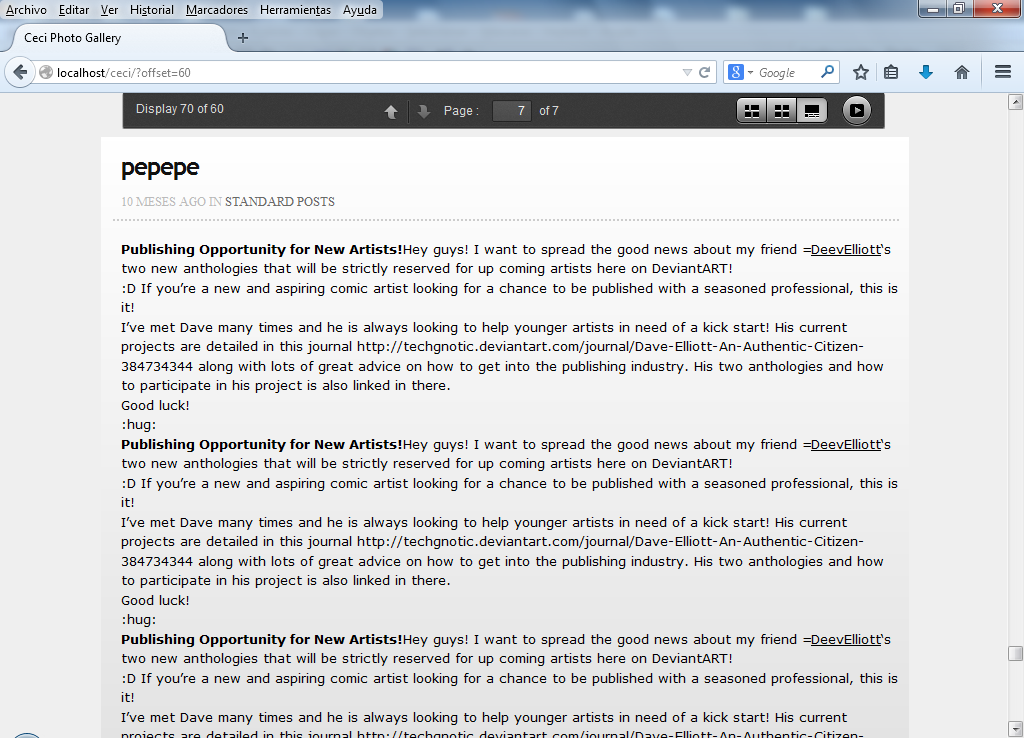 Archivo Editar Ver Historial Marcadores Herramientas Ayuda
Ceci Photo Gallery
localhost/ceci/?offset=60
Google
Display 70 of 60 Page : 7 of 7
pepepe
10 MESES AGO IN STANDARD POSTS
Publishing Opportunity for New Artists!Hey guys! I want to spread the good news about my friend =DeevElliott‘s
two new anthologies that will be strictly reserved for up coming artists here on DeviantART!
:D If you’re a new and aspiring comic artist looking for a chance to be published with a seasoned professional, this is
it!
I’ve met Dave many times and he is always looking to help younger artists in need of a kick start! His current
projects are detailed in this journal http://techgnotic.deviantart.com/journal/Dave-Elliott-An-Authentic-Citizen-
384734344 along with lots of great advice on how to get into the publishing industry. His two anthologies and how
to participate in his project is also linked in there.
Good luck!
:hug:
Publishing Opportunity for New Artists!Hey guys! I want to spread the good news about my friend =DeevElliott‘s
two new anthologies that will be strictly reserved for up coming artists here on DeviantART!
:D If you’re a new and aspiring comic artist looking for a chance to be published with a seasoned professional, this is
it!
I’ve met Dave many times and he is always looking to help younger artists in need of a kick start! His current
projects are detailed in this journal http://techgnotic.deviantart.com/journal/Dave-Elliott-An-Authentic-Citizen-
384734344 along with lots of great advice on how to get into the publishing industry. His two anthologies and how
to participate in his project is also linked in there.
Good luck!
:hug:
Publishing Opportunity for New Artists!Hey guys! I want to spread the good news about my friend =DeevElliott‘s
two new anthologies that will be strictly reserved for up coming artists here on DeviantART!
:D If you’re a new and aspiring comic artist looking for a chance to be published with a seasoned professional, this is
it!
I’ve met Dave many times and he is always looking to help younger artists in need of a kick start! His current
projects are detailed in this journal http://techgnotic.deviantart.com/journal/Dave-Elliott-An-Authentic-Citizen-